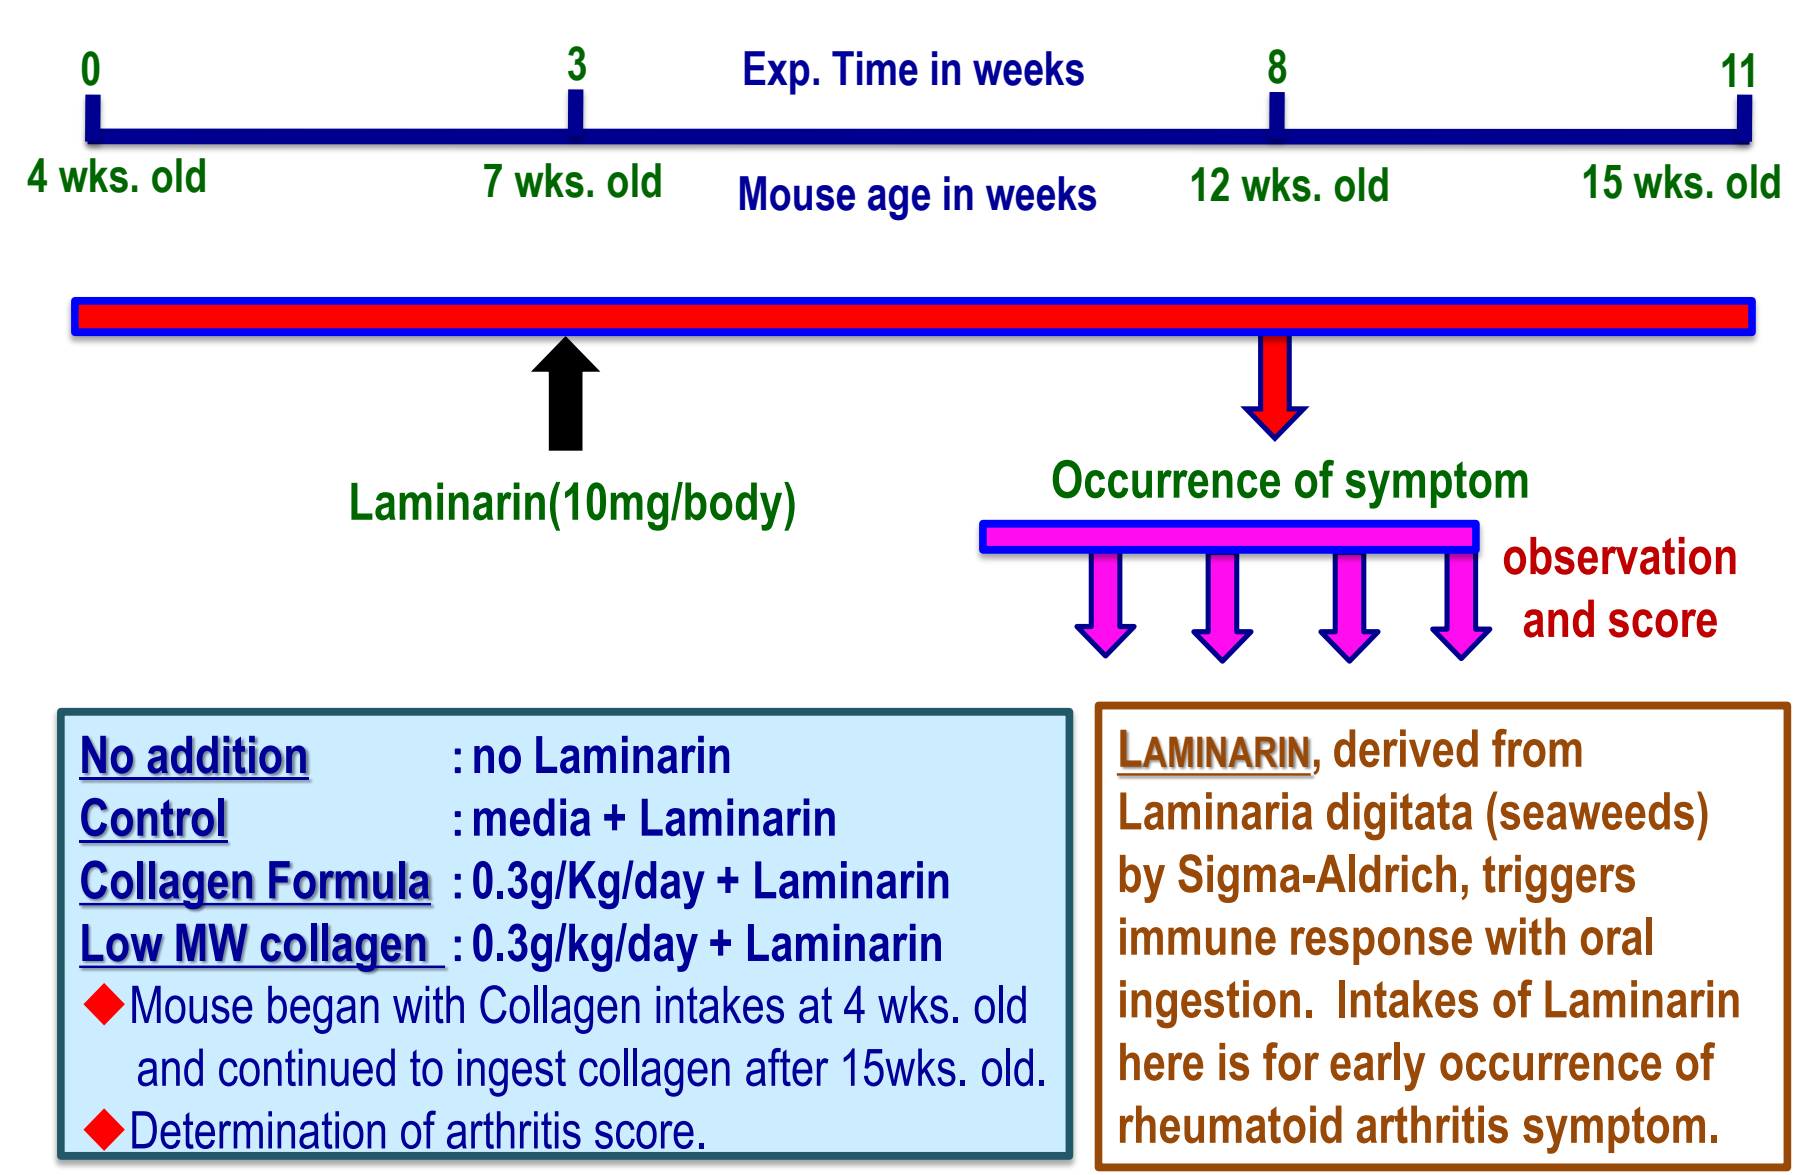 0 3 Exp. Time in weeks 8 11
4 wks. old 7 wks. old Mouse age in weeks 12 wks. old 15 wks. old
Laminarin(10mg/body)
Occurrence of symptom
observation
and score
No addition : no Laminarin
Control : media + Laminarin
Collagen Formula : 0.3g/Kg/day + Laminarin
Low MW collagen : 0.3g/kg/day + Laminarin
Mouse began with Collagen intakes at 4 wks. old
and continued to ingest collagen after 15wks. old.
Determination of arthritis score.
LAMINARIN, derived from
Laminaria digitata (seaweeds)
by Sigma-Aldrich, triggers
immune response with oral
ingestion. Intakes of Laminarin
here is for early occurrence of
rheumatoid arthritis symptom.